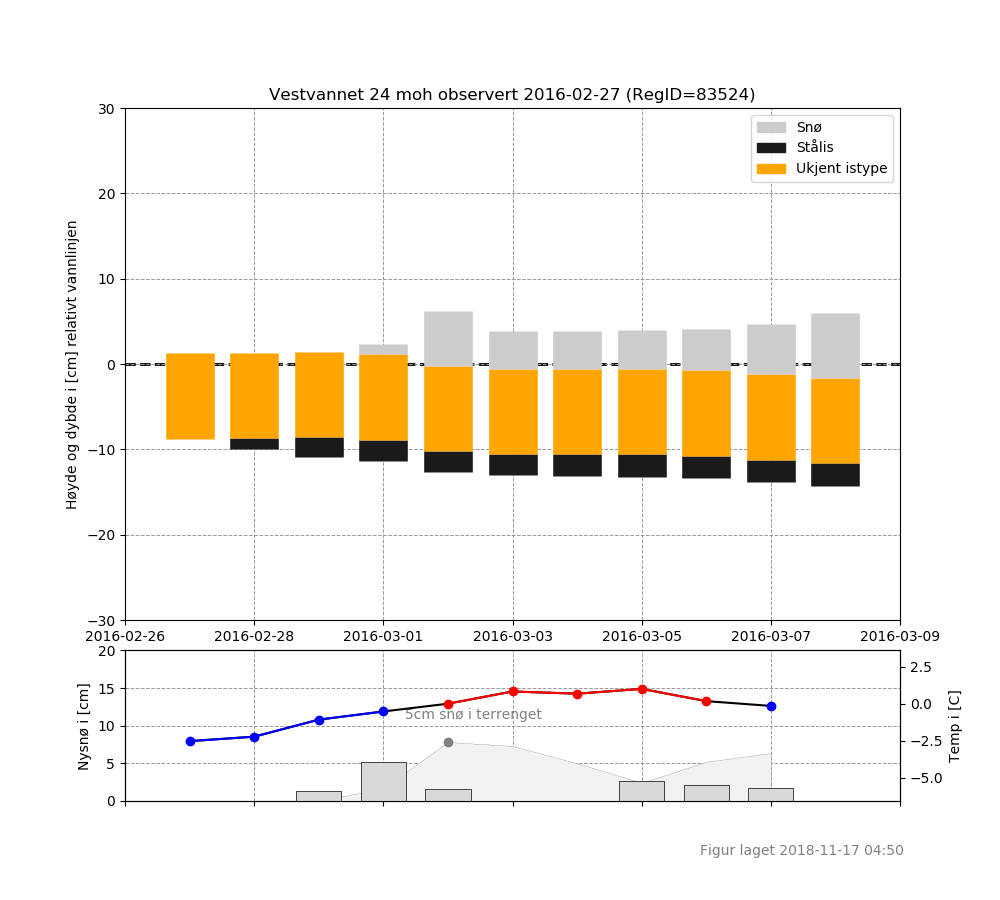 Vestvannet 24 moh observert 2016-02-27 (RegID=83524)
Snø
Stålis
Ukjent istype
Høyde og dybde i [cm] relativt vannlinjen
30
20
10
0
−10
−20
−30
2016-02-26 2016-02-28 2016-03-01 2016-03-03 2016-03-05 2016-03-07 2016-03-09
Nysnø i [cm]
20
15
10
5
0
5cm snø i terrenget
2.5
0.0
−2.5
−5.0
Temp i [C]
Figur laget 2018-11-17 04:50